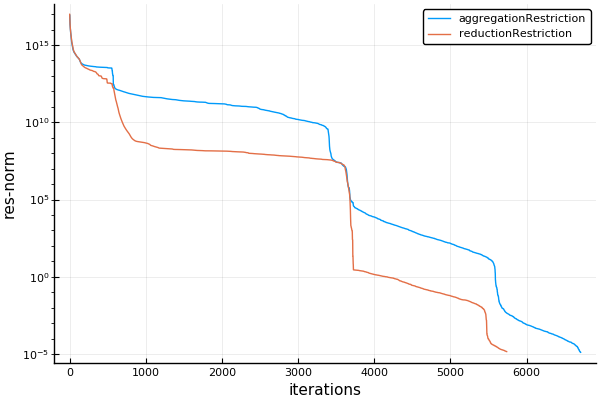 aggregationRestriction
reductionRestriction
res-norm
10^15
10^10
10^5
10^0
10^-5
0 1000 2000 3000 4000 5000 6000
iterations